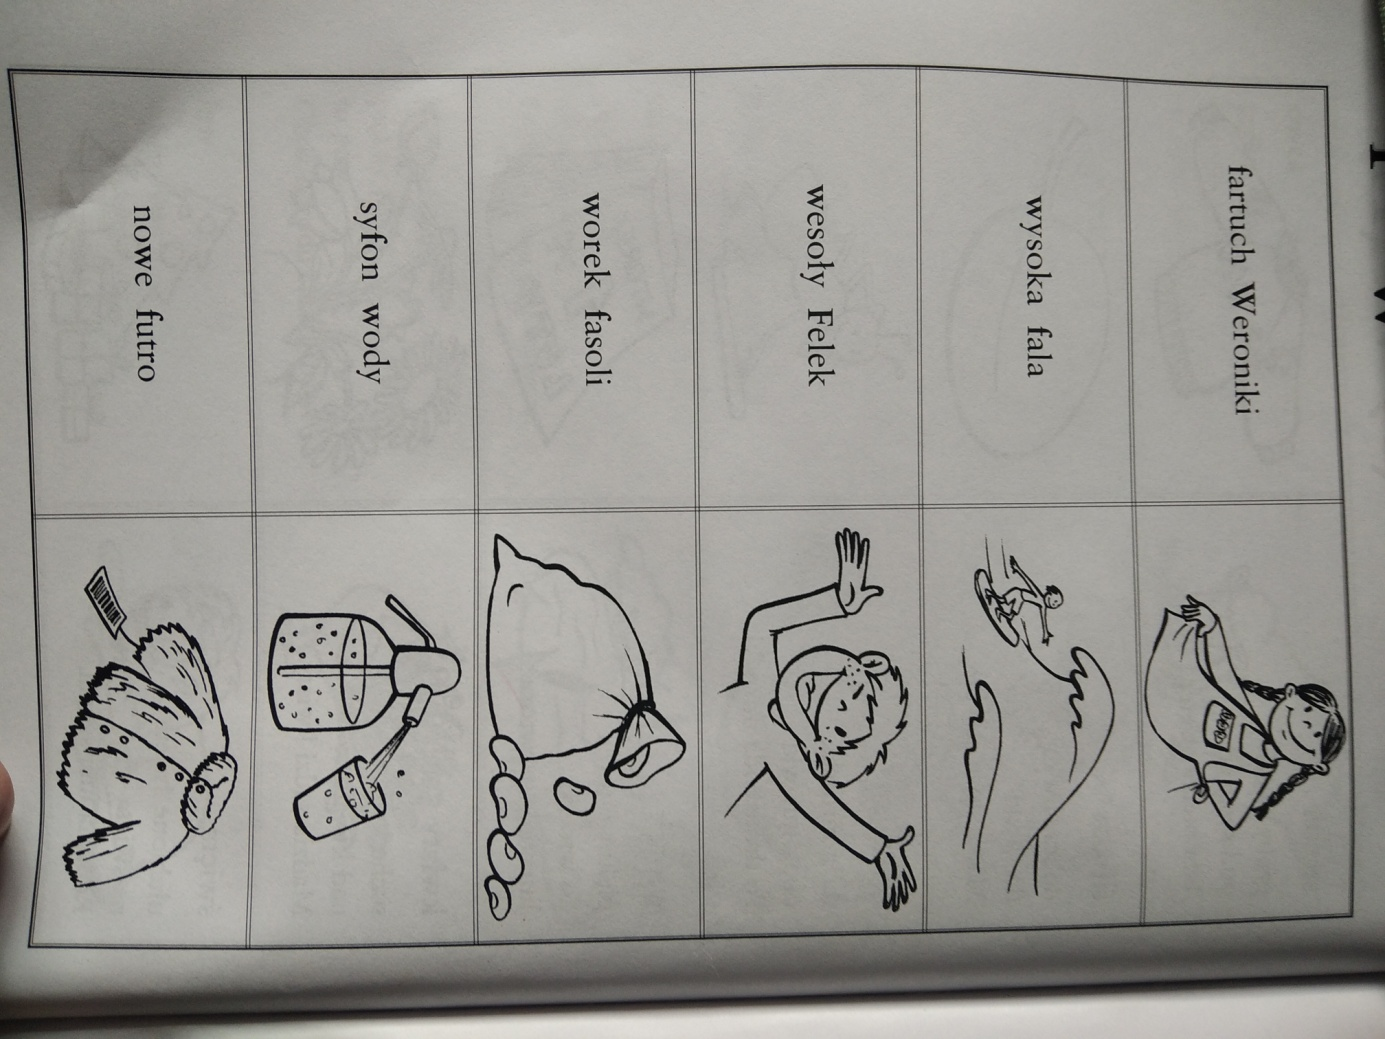 fartuch Weroniki
wysoka fala
wesoły Felek
worek fasoli
syfon wody
nowe futro